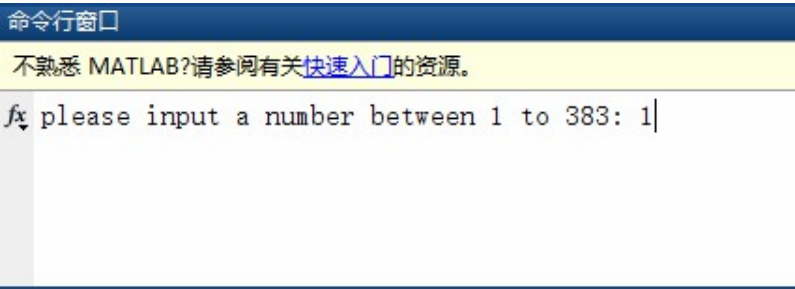 命令行窗口
不熟悉 MATLAB?请参阅有关快速入门的资源。
fx please input a number between 1 to 383: 1